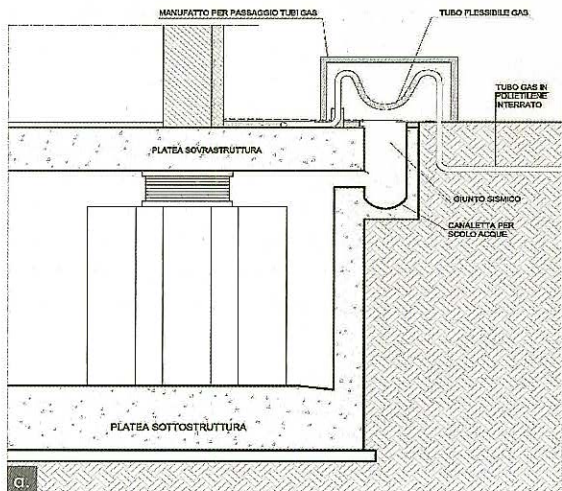 MANUFATTO PER PASSAGGIO TUBI GAS
TUBO FLESSIBILE GAS
TUBO GAS IN
POLIETILENE
INTERRATO
PLATEA SOVRASTRUTTURA
GIUNTO SISMICO
CANALETTA PER
SCOLO ACQUE
PLATEA SOTTOSTRUTTURA
a.